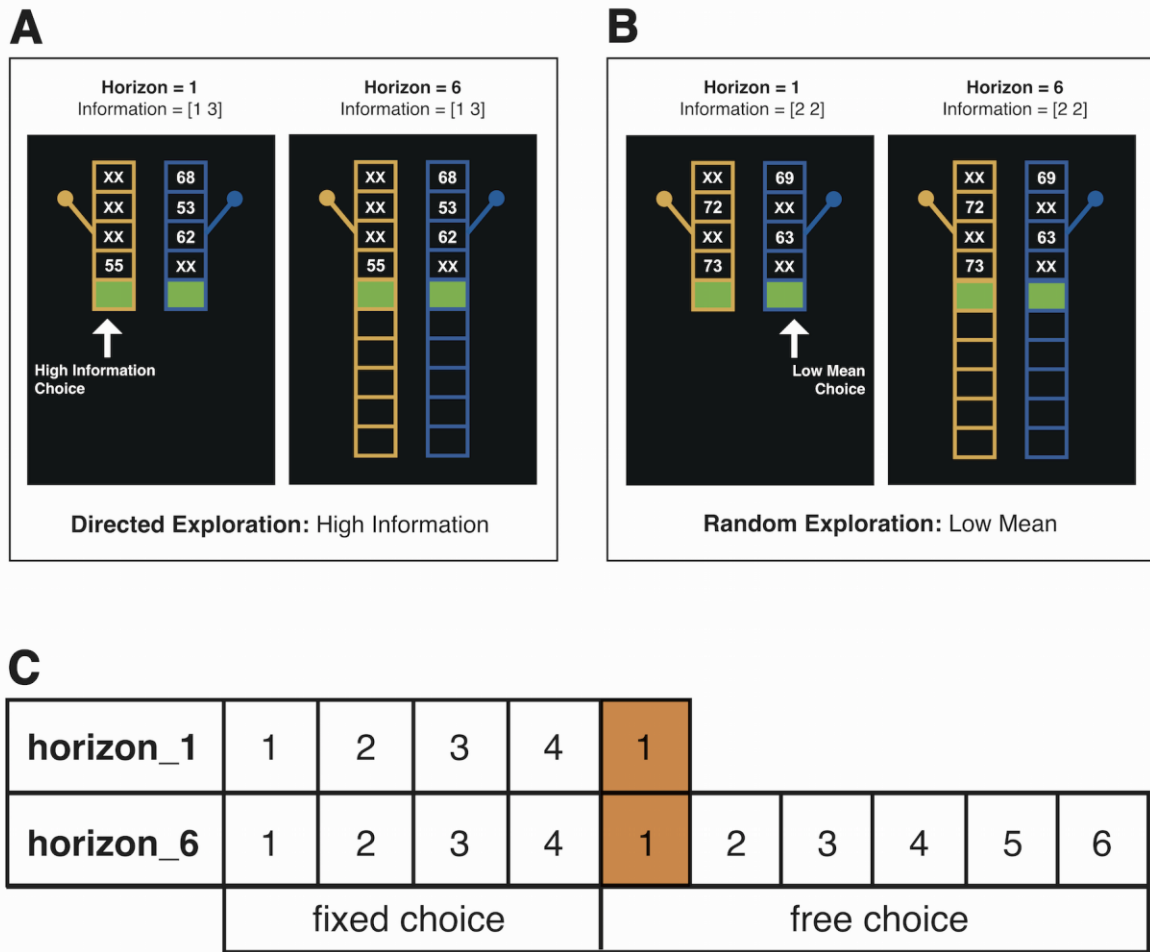 A
Horizon = 1
Information = [1 3]
XX 68
XX 53
XX 62
55 XX
High Information
Choice
Horizon = 6
Information = [1 3]
XX 68
XX 53
XX 62
55 XX
Directed Exploration: High Information
B
Horizon = 1
Information = [2 2]
XX 69
72 XX
XX 63
73 XX
Low Mean
Choice
Horizon = 6
Information = [2 2]
XX 69
72 XX
XX 63
73 XX
Random Exploration: Low Mean
C
horizon_1 1 2 3 4 1
horizon_6 1 2 3 4 1 2 3 4 5 6
fixed choice free choice